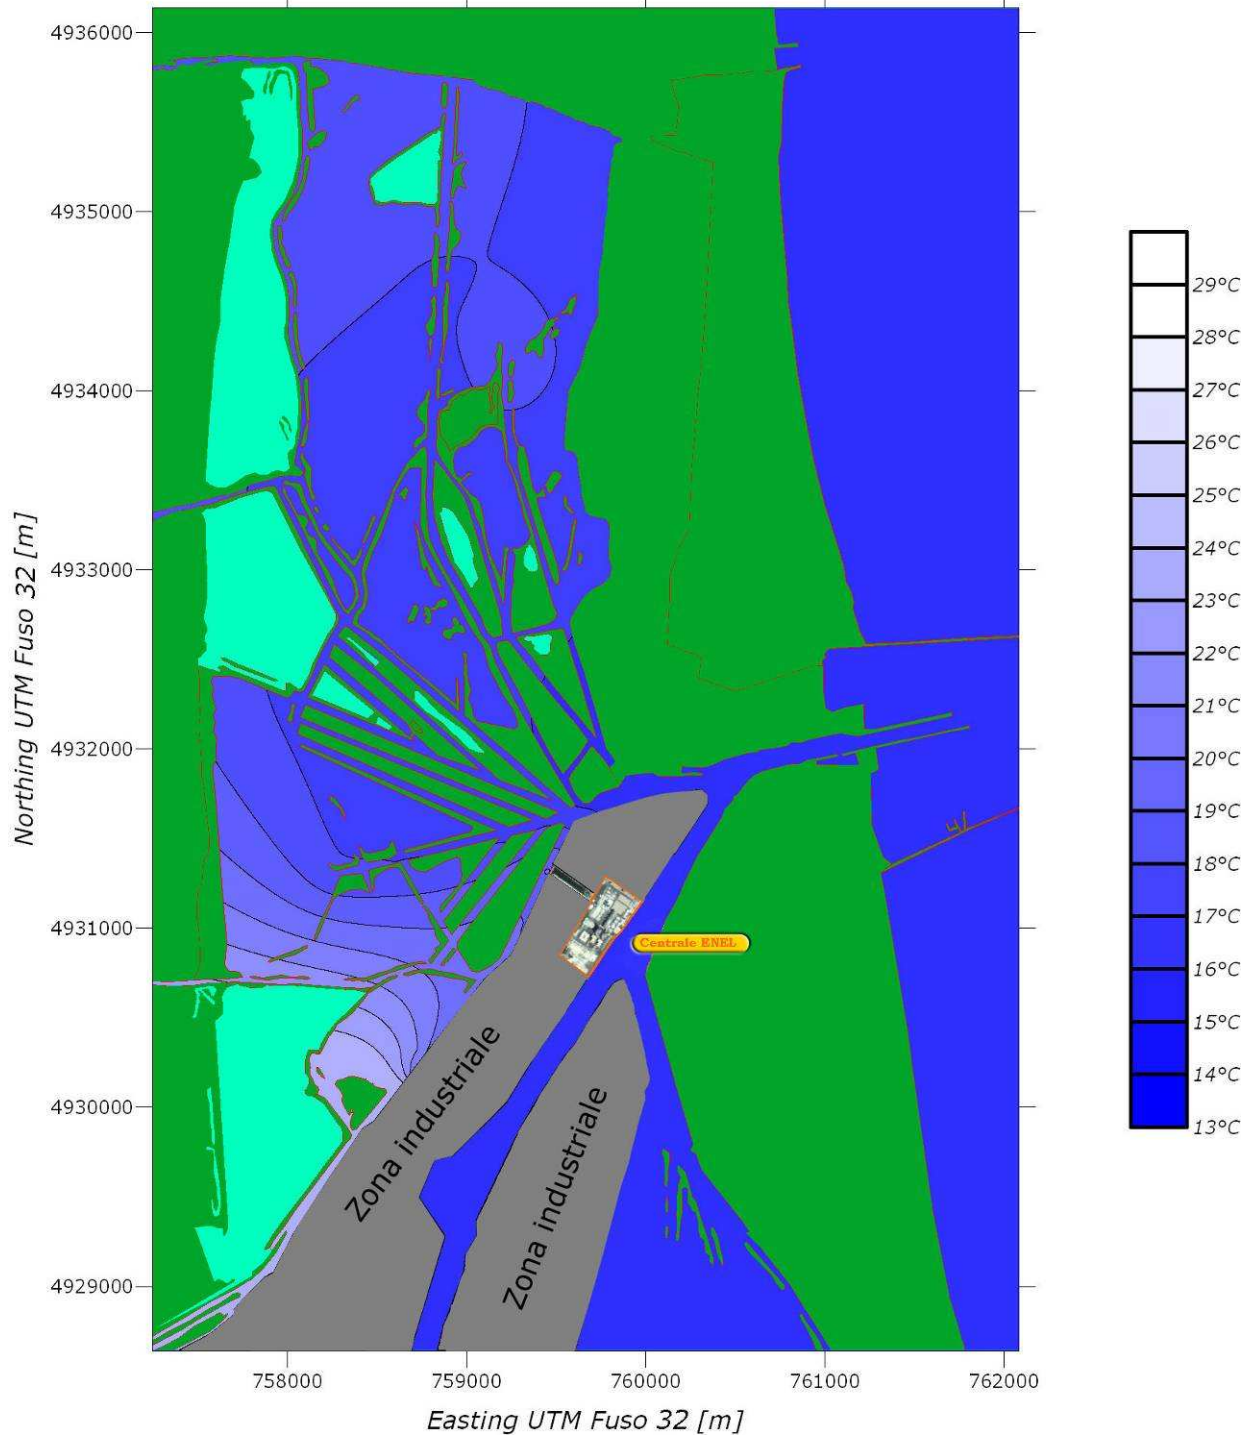 4936000
4935000
4934000
4933000
4932000
4931000
4930000
4929000
Northing UTM Fuso 32 [m]
758000
759000
760000
761000
762000
Easting UTM Fuso 32 [m]
Centrale ENEL
Zona industriale
Zona industriale
29°C
28°C
27°C
26°C
25°C
24°C
23°C
22°C
21°C
20°C
19°C
18°C
17°C
16°C
15°C
14°C
13°C